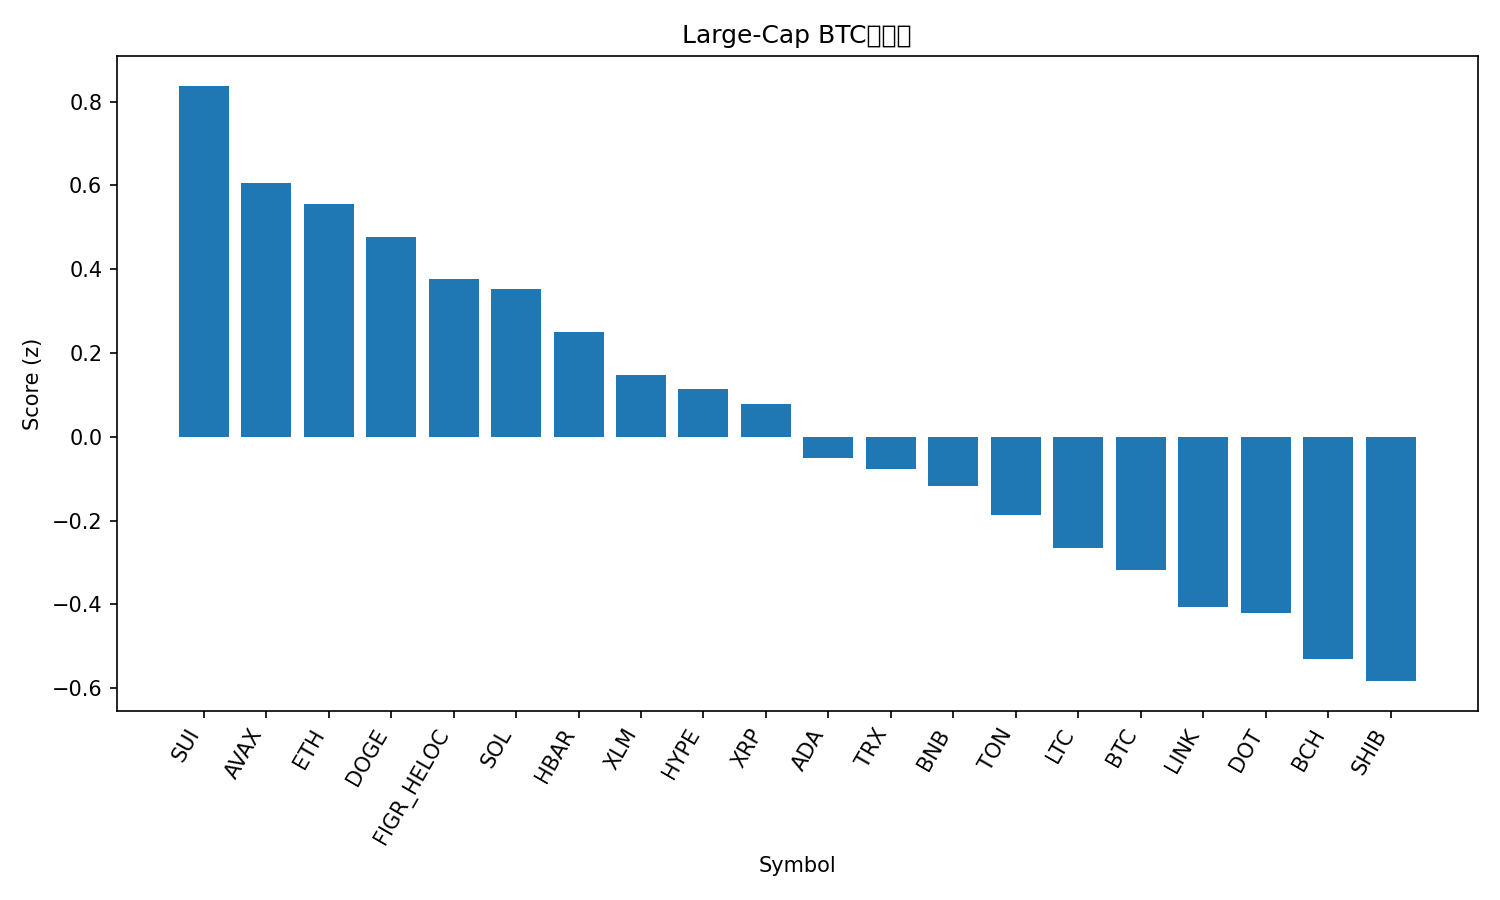 Large-Cap BTC
Score (z)
0.8
0.6
0.4
0.2
0.0
−0.2
−0.4
−0.6
SUI
AVAX
ETH
DOGE
FIGR_HELOC
SOL
HBAR
XLM
HYPE
XRP
ADA
TRX
BNB
TON
LTC
BTC
LINK
DOT
BCH
SHIB
Symbol